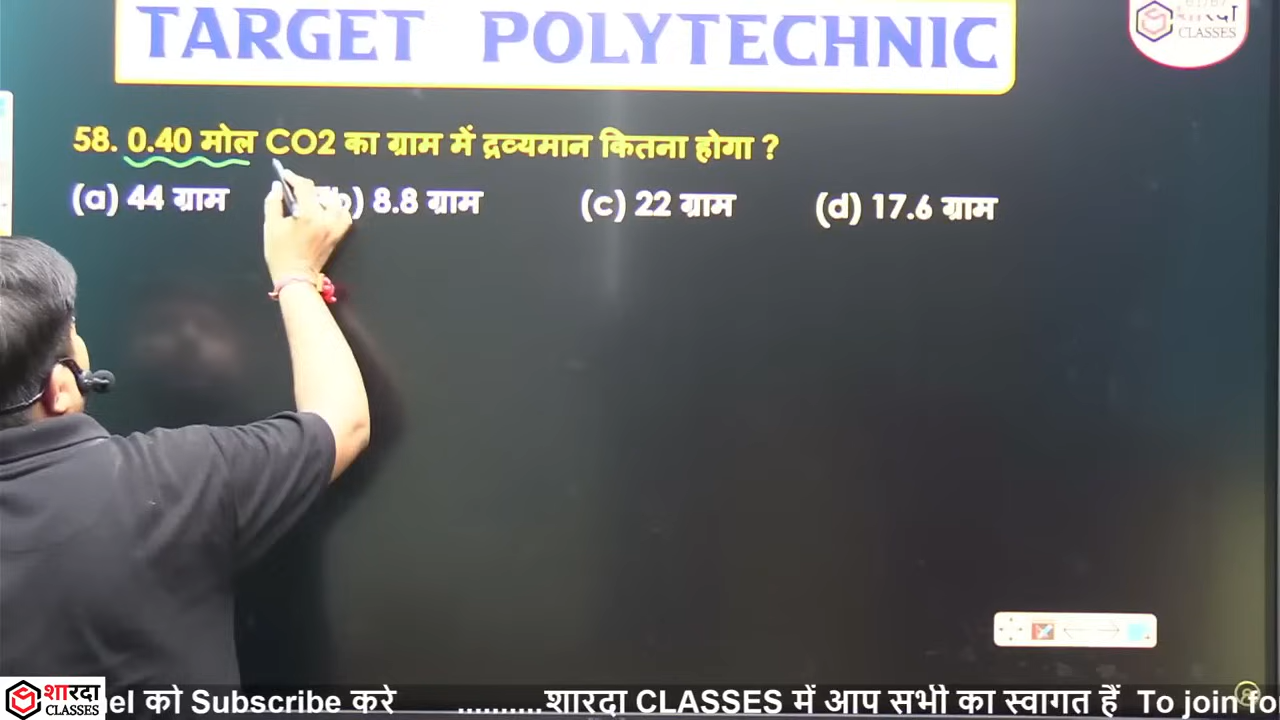 TARGET POLYTECHNIC
शारदा
CLASSES
58. 0.40 मोल CO2 का ग्राम में द्रव्यमान कितना होगा ?
(a) 44 ग्राम (b) 8.8 ग्राम (c) 22 ग्राम (d) 17.6 ग्राम
शारदा
CLASSES
को Subscribe करे ..........शारदा CLASSES में आप सभी का स्वागत हैं To join